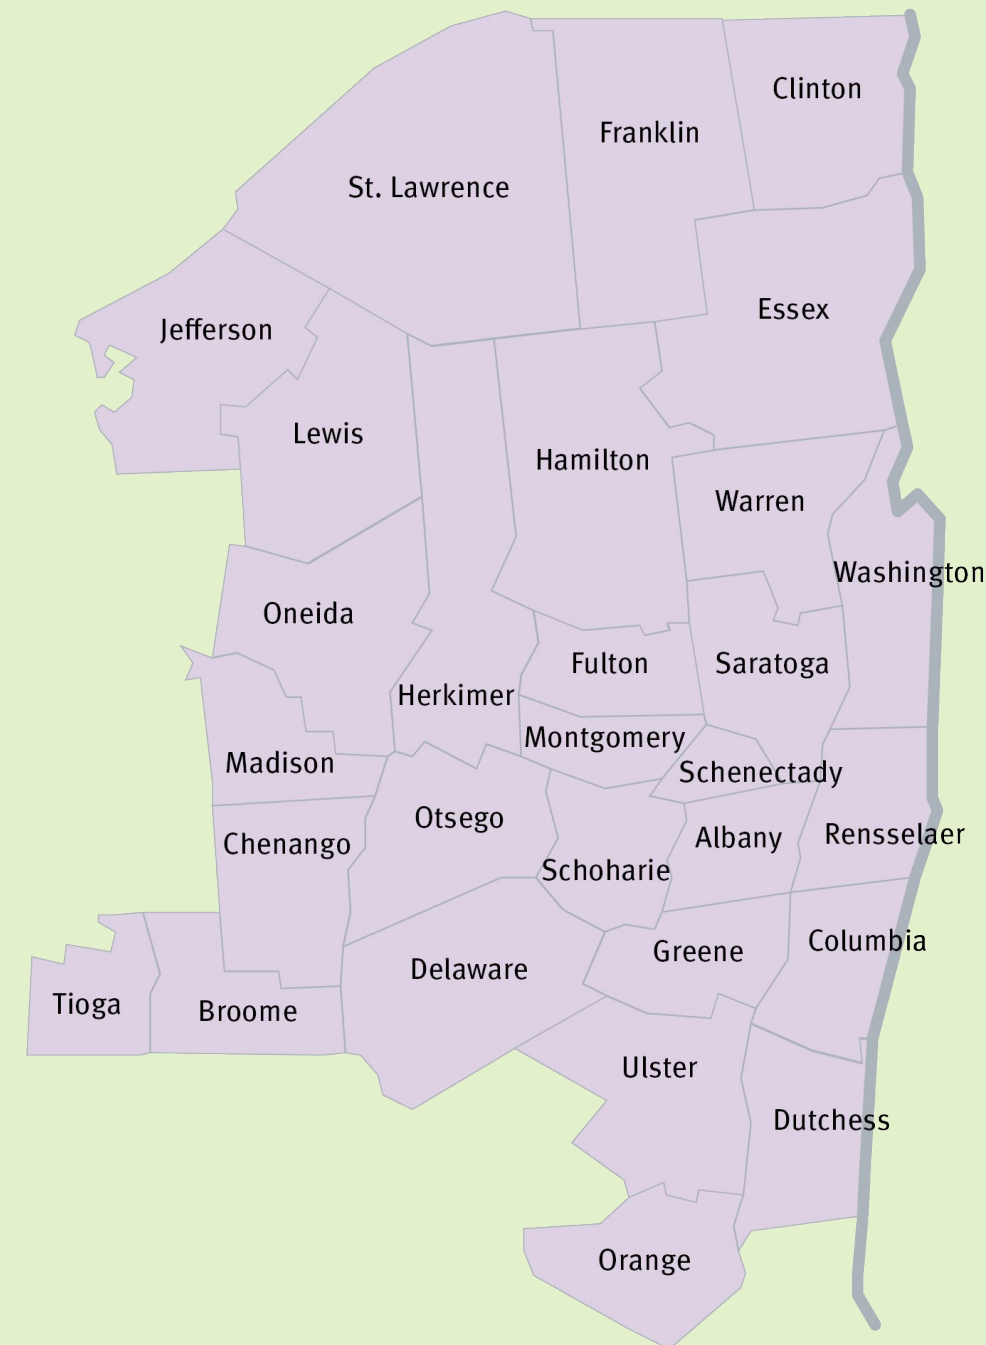 Clinton
Franklin
St. Lawrence
Essex
Jefferson
Lewis
Hamilton
Warren
Washington
Oneida
Fulton
Saratoga
Herkimer
Montgomery
Madison
Schenectady
Otsego
Rensselaer
Albany
Chenango
Schoharie
Columbia
Greene
Delaware
Tioga
Broome
Ulster
Dutchess
Orange